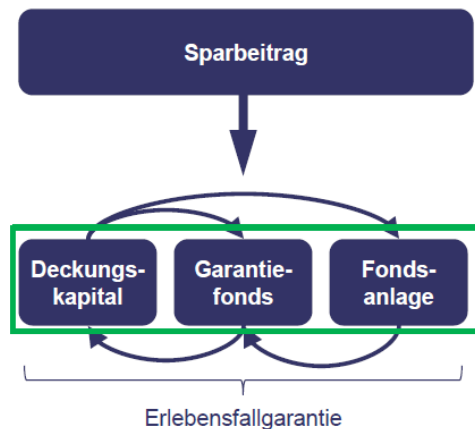 Sparbeitrag
Deckungs-
kapital
Garantie-
fonds
Fonds-
anlage
Erlebensfallgarantie